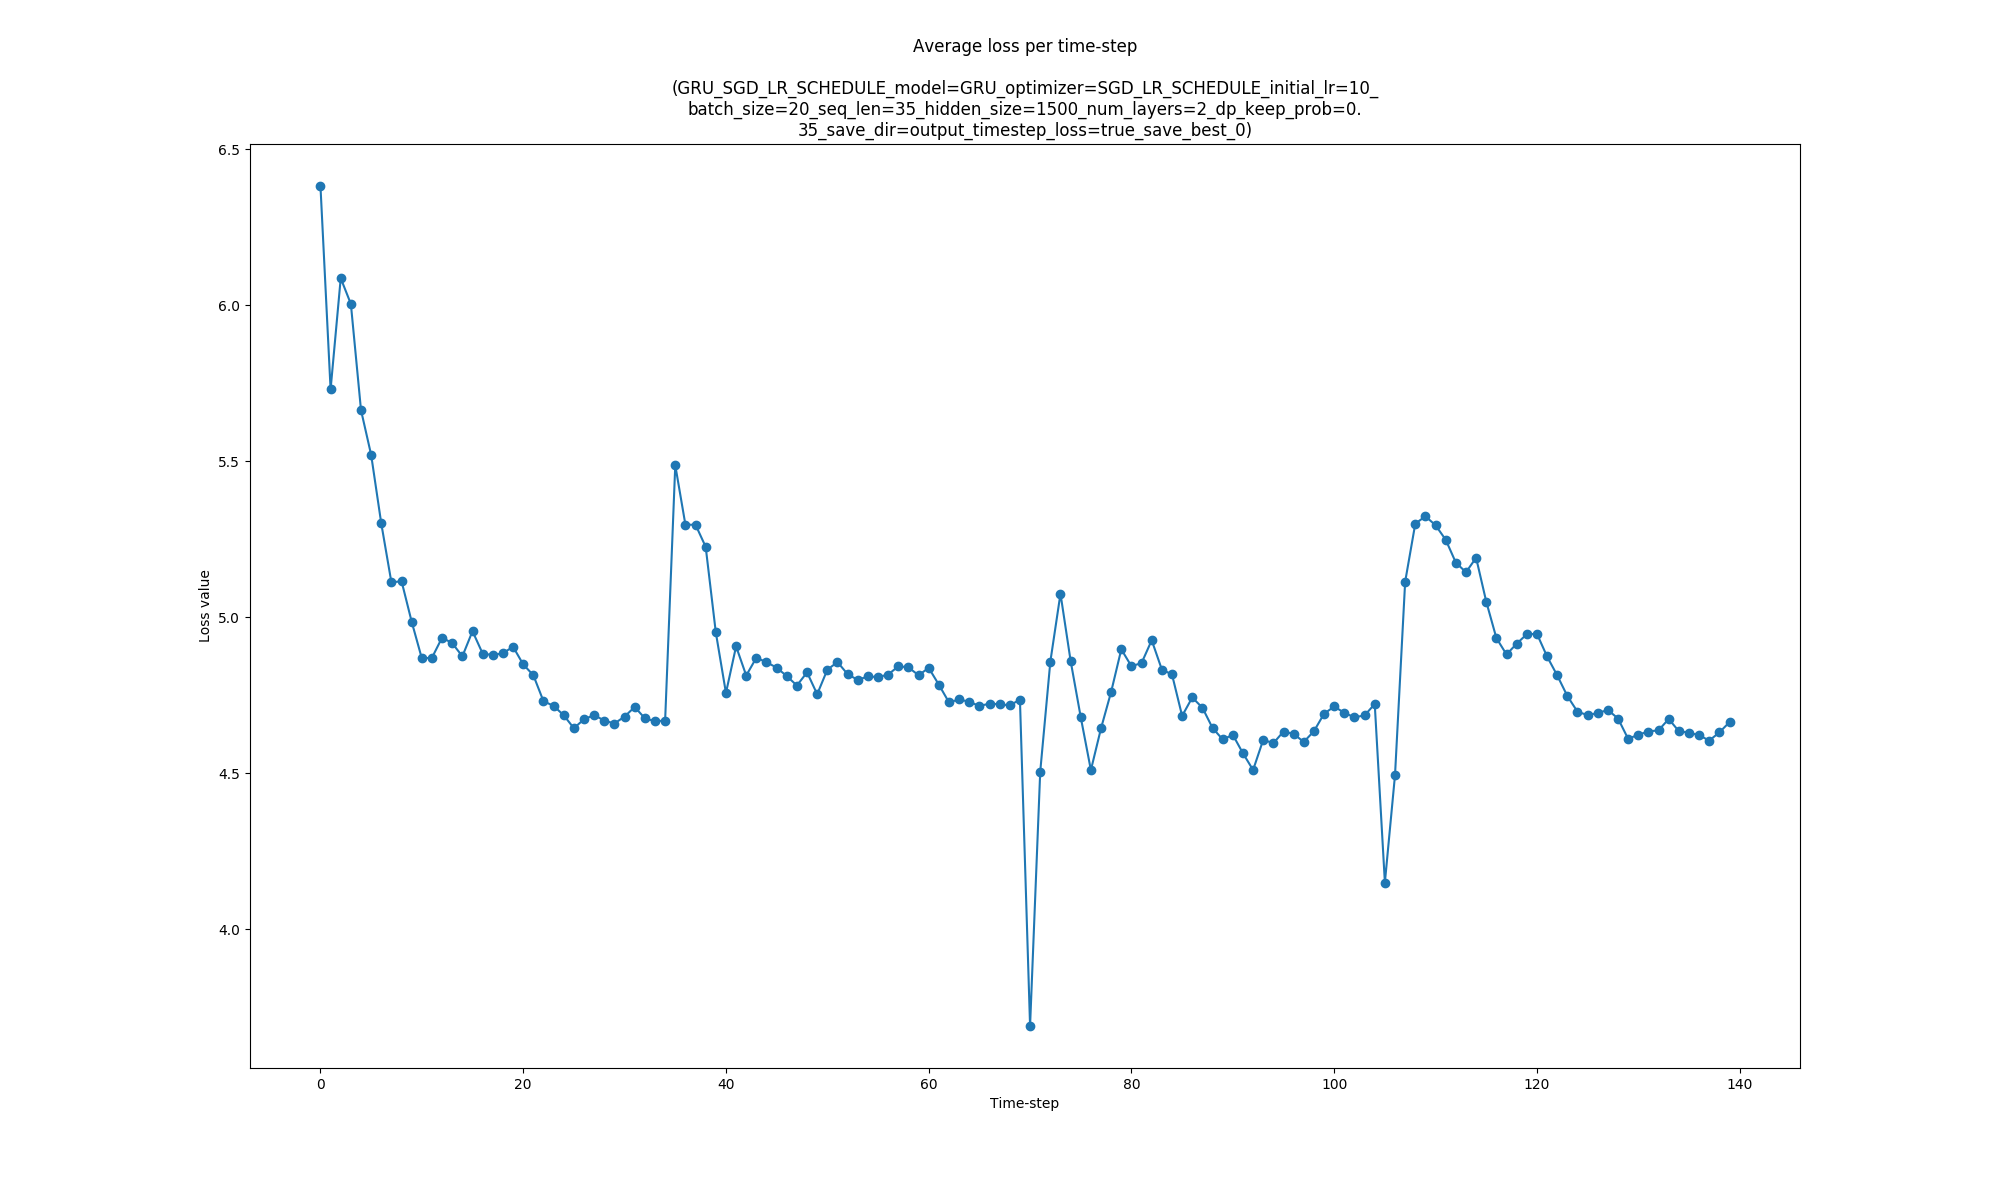 Average loss per time-step
(GRU_SGD_LR_SCHEDULE_model=GRU_optimizer=SGD_LR_SCHEDULE_initial_lr=10_
batch_size=20_seq_len=35_hidden_size=1500_num_layers=2_dp_keep_prob=0.
35_save_dir=output_timestep_loss=true_save_best_0)
6.5
6.0
5.5
5.0
4.5
4.0
Loss value
0 20 40 60 80 100 120 140
Time-step